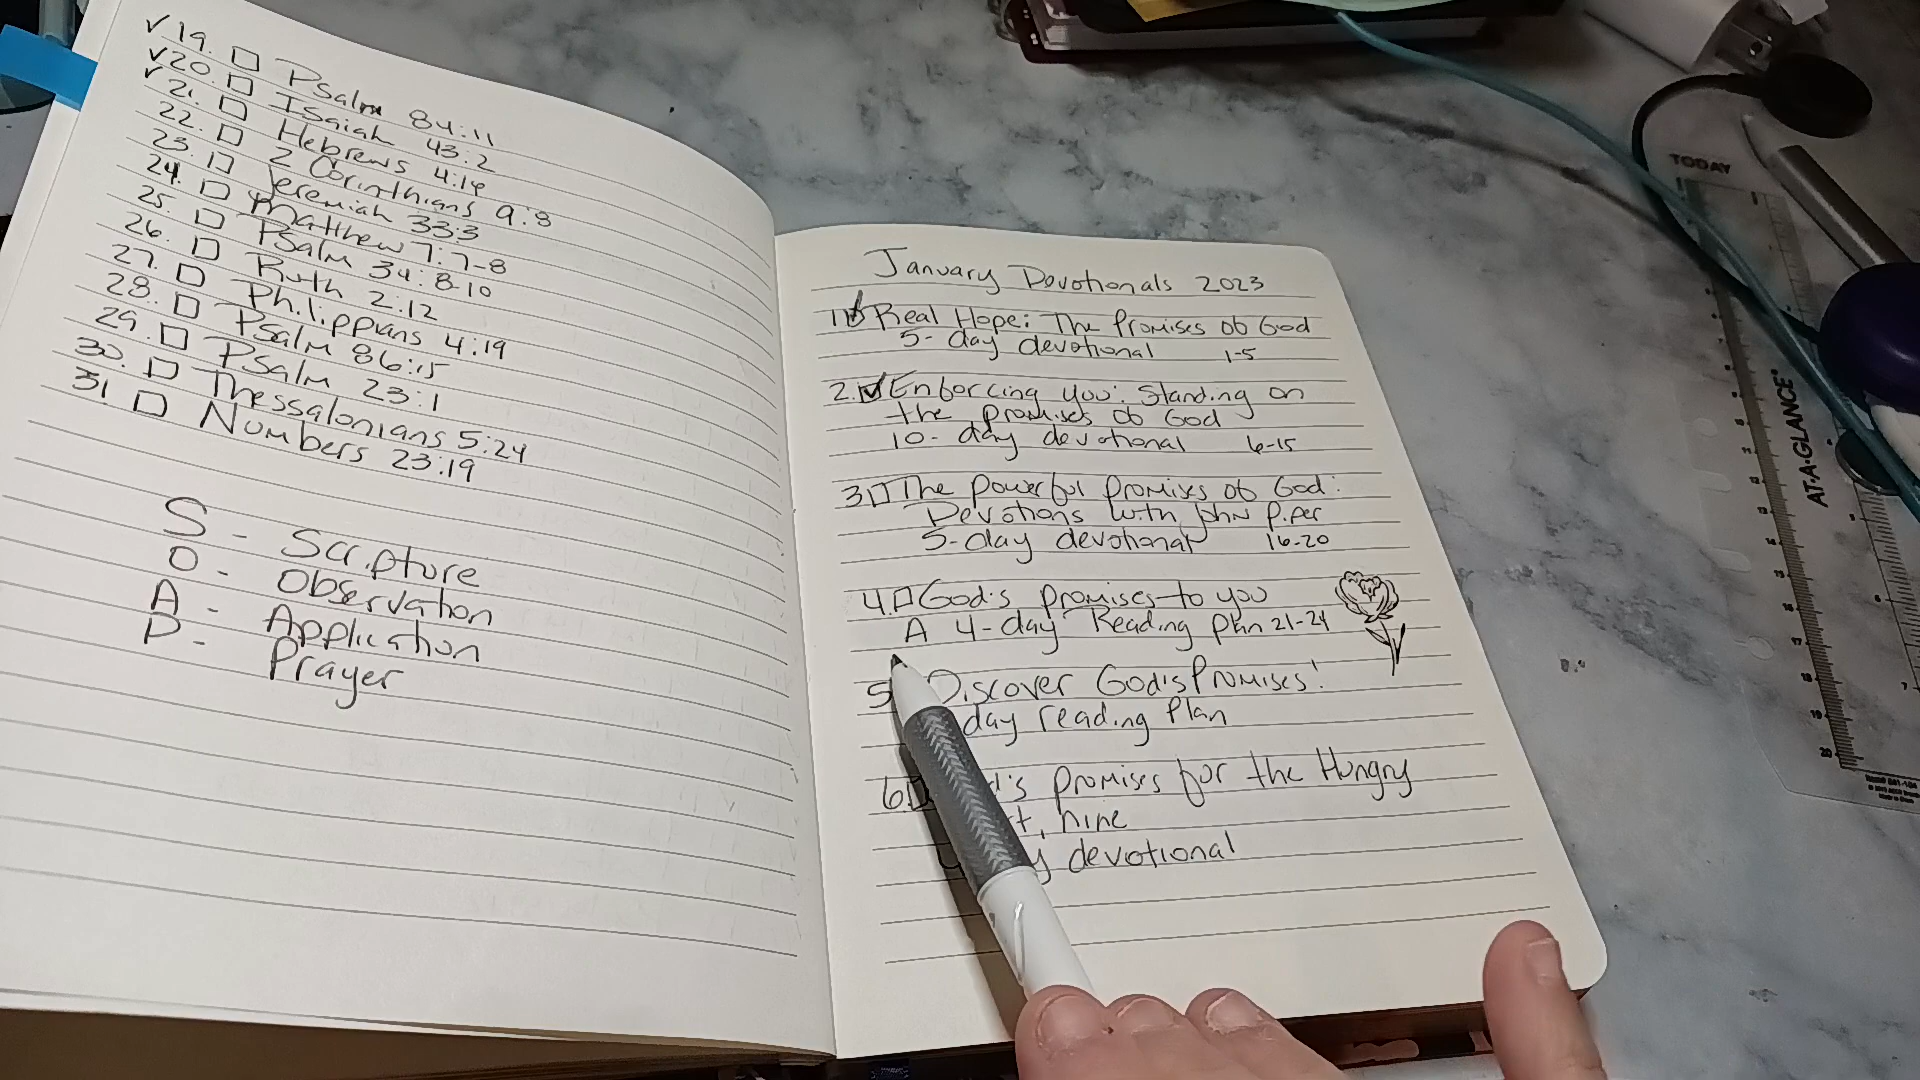 ✓ 19. ☐ Psalm 84:11
✓ 20. ☐ Isaiah 43:2
✓ 21. ☐ Hebrews 4:14
22. ☐ 2 Corinthians 9:8
23. ☐ Jeremiah 33:3
24. ☐ Matthew 7:7-8
25. ☐ Psalm 34:8-10
26. ☐ Ruth 2:12
27. ☐ Philippians 4:19
28. ☐ Psalm 86:15
29. ☐ Psalm 23:1
30. ☐ Thessalonians 5:24
31. ☐ Numbers 23:19
S - Scripture
O - Observation
A - Application
P - Prayer
January Devotionals 2023
1. ☑ Real Hope: The Promises of God
5-day devotional 1-5
2. ☑ Enforcing you: Standing on
the promises of God
10-day devotional 6-15
3. ☐ The powerful promises of God:
Devotions with John Piper
5-day devotional 16-20
4. ☐ God's promises to you
A 4-day Reading plan 21-24
5 Discover God's Promises!
day reading Plan
6. ☐ promises for the Hungry
nine
devotional
TODAY
AT-A-GLANCE